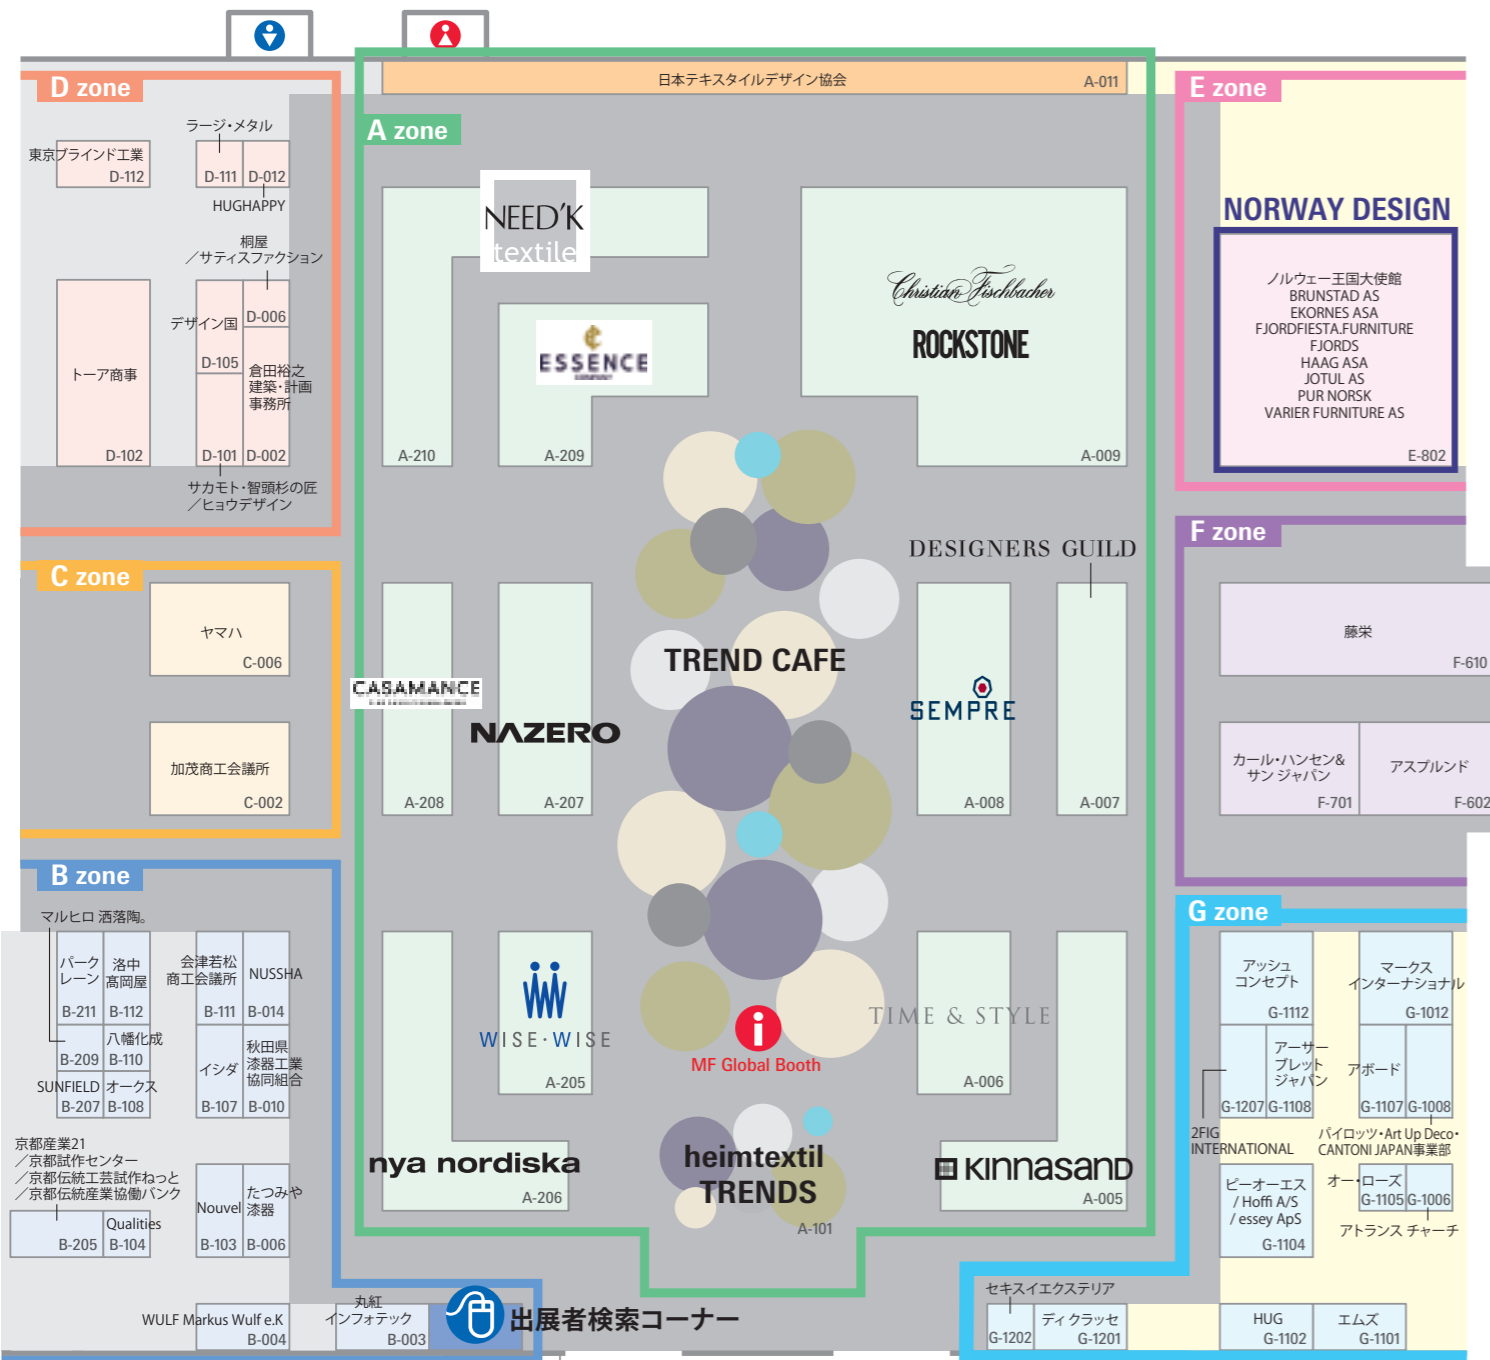 日本テキスタイルデザイン協会
A-011
D zone
ラージ・メタル
東京ブラインド工業
D-112
D-111
D-012
HUGHAPPY
桐屋
／サティスファクション
D-006
デザイン国
D-105
トーア商事
D-102
倉田裕之
建築・計画
事務所
D-101
D-002
サカモト・智頭杉の匠
／ヒョウデザイン
A zone
NEED'K
textile
A-210
ESSENCE
A-209
Christian Fischbacher
ROCKSTONE
A-009
E zone
NORWAY DESIGN
ノルウェー王国大使館
BRUNSTAD AS
EKORNES ASA
FJORDFIESTA.FURNITURE
FJORDS
HAAG ASA
JOTUL AS
PUR NORSK
VARIER FURNITURE AS
E-802
C zone
ヤマハ
C-006
加茂商工会議所
C-002
CASAMANCE
A-208
NAZERO
A-207
TREND CAFE
DESIGNERS GUILD
SEMPRE
A-008
A-007
F zone
藤栄
F-610
カール・ハンセン&
サン ジャパン
F-701
アスプルンド
F-602
B zone
マルヒロ 洒落陶。
パーク
レーン
B-211
洛中
髙岡屋
B-112
会津若松
商工会議所
B-111
NUSSHA
B-014
B-209
八幡化成
B-110
SUNFIELD
B-207
オークス
B-108
イシダ
B-107
秋田県
漆器工業
協同組合
B-010
京都産業21
／京都試作センター
／京都伝統工芸試作ねっと
／京都伝統産業協働バンク
B-205
Qualities
B-104
Nouvel
B-103
たつみや
漆器
B-006
WULF Markus Wulf e.K
B-004
丸紅
インフォテック
B-003
出展者検索コーナー
WISE・WISE
A-205
nya nordiska
A-206
i
MF Global Booth
heimtextil
TRENDS
A-101
TIME & STYLE
A-006
KINNASAND
A-005
G zone
アッシュ
コンセプト
G-1112
マークス
インターナショナル
G-1012
アーサー
ブレット
ジャパン
G-1207
G-1108
アボード
G-1107
G-1008
2FIG
INTERNATIONAL
パイロッツ・Art Up Deco・
CANTONI JAPAN事業部
ピーオーエス
/ Hoffi A/S
/ essey ApS
G-1104
オー・ローズ
G-1105
G-1006
アトランス チャーチ
セキスイエクステリア
G-1202
ディクラッセ
G-1201
HUG
G-1102
エムズ
G-1101